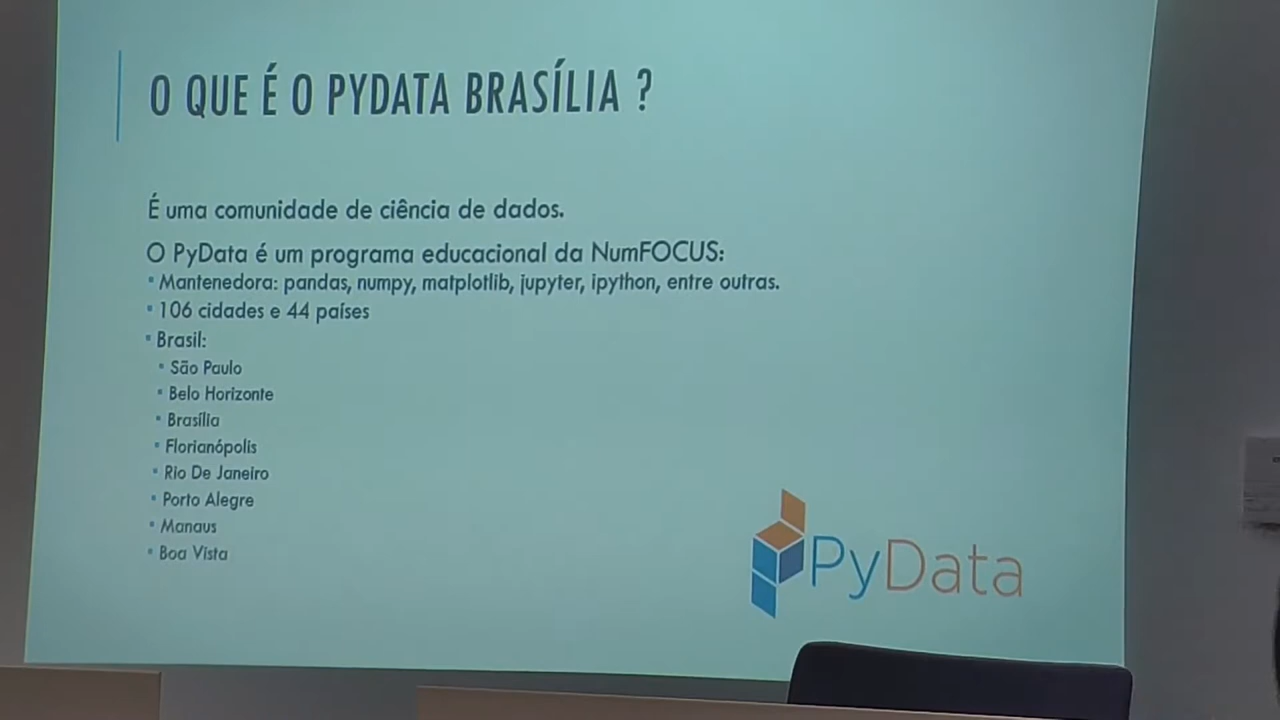 O QUE É O PYDATA BRASÍLIA ?
É uma comunidade de ciência de dados.
O PyData é um programa educacional da NumFOCUS:
▪ Mantenedora: pandas, numpy, matplotlib, jupyter, ipython, entre outras.
▪ 106 cidades e 44 países
▪ Brasil:
▪ São Paulo
▪ Belo Horizonte
▪ Brasília
▪ Florianópolis
▪ Rio De Janeiro
▪ Porto Alegre
▪ Manaus
▪ Boa Vista
PyData